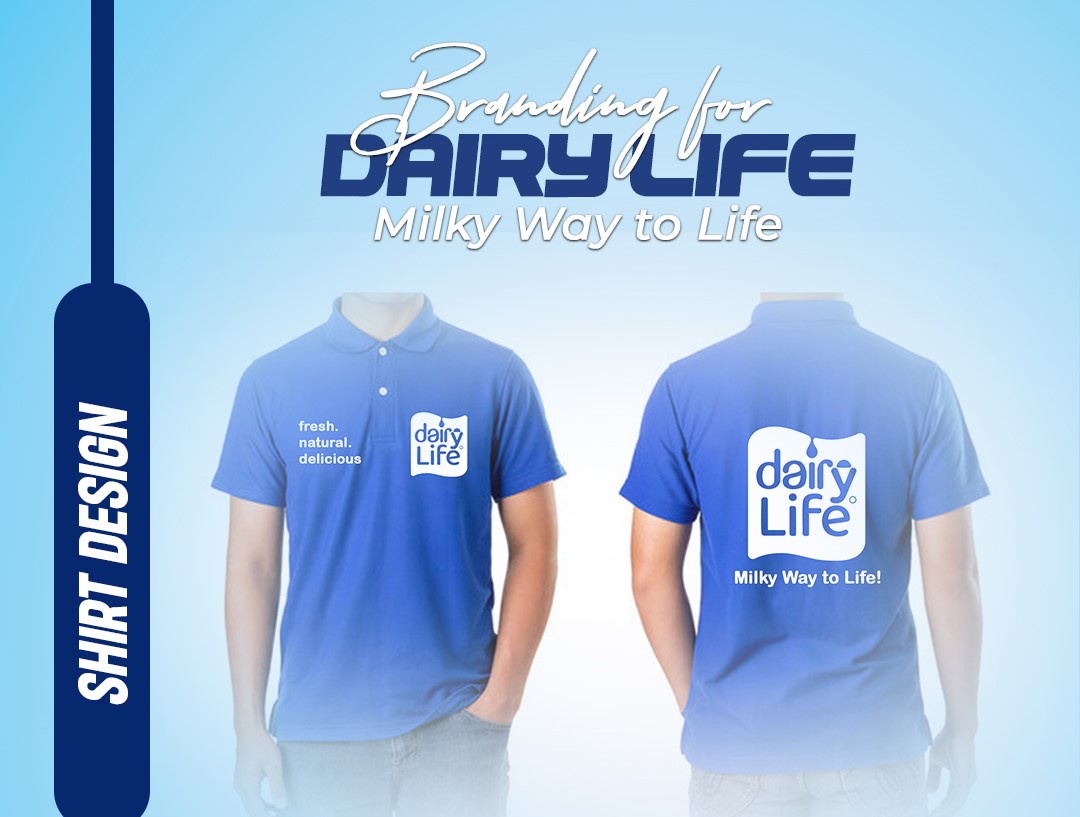 Branding for
DAIRY LIFE
Milky Way to Life
SHIRT DESIGN
fresh.
natural.
delicious
dairy
Life
dairy
Life
Milky Way to Life!